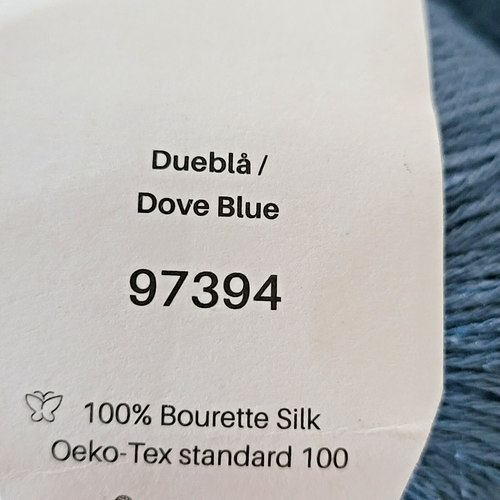 Dueblå /
Dove Blue
97394
100% Bourette Silk
Oeko-Tex standard 100